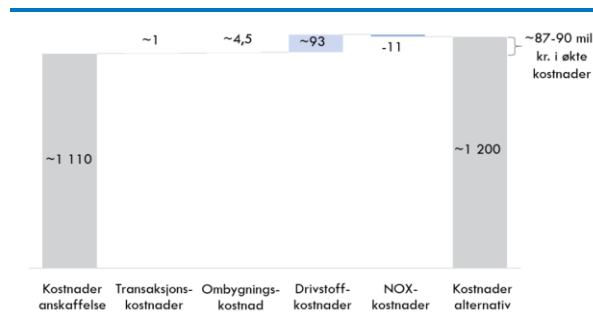 ~1
~4,5
~93
-11
~87-90 mil
kr. i økte
kostnader
~1 110
~1 200
Kostnader
anskaffelse
Transaksjons-
kostnader
Ombygnings-
kostnad
Drivstoff-
kostnader
NOX-
kostnader
Kostnader
alternativ